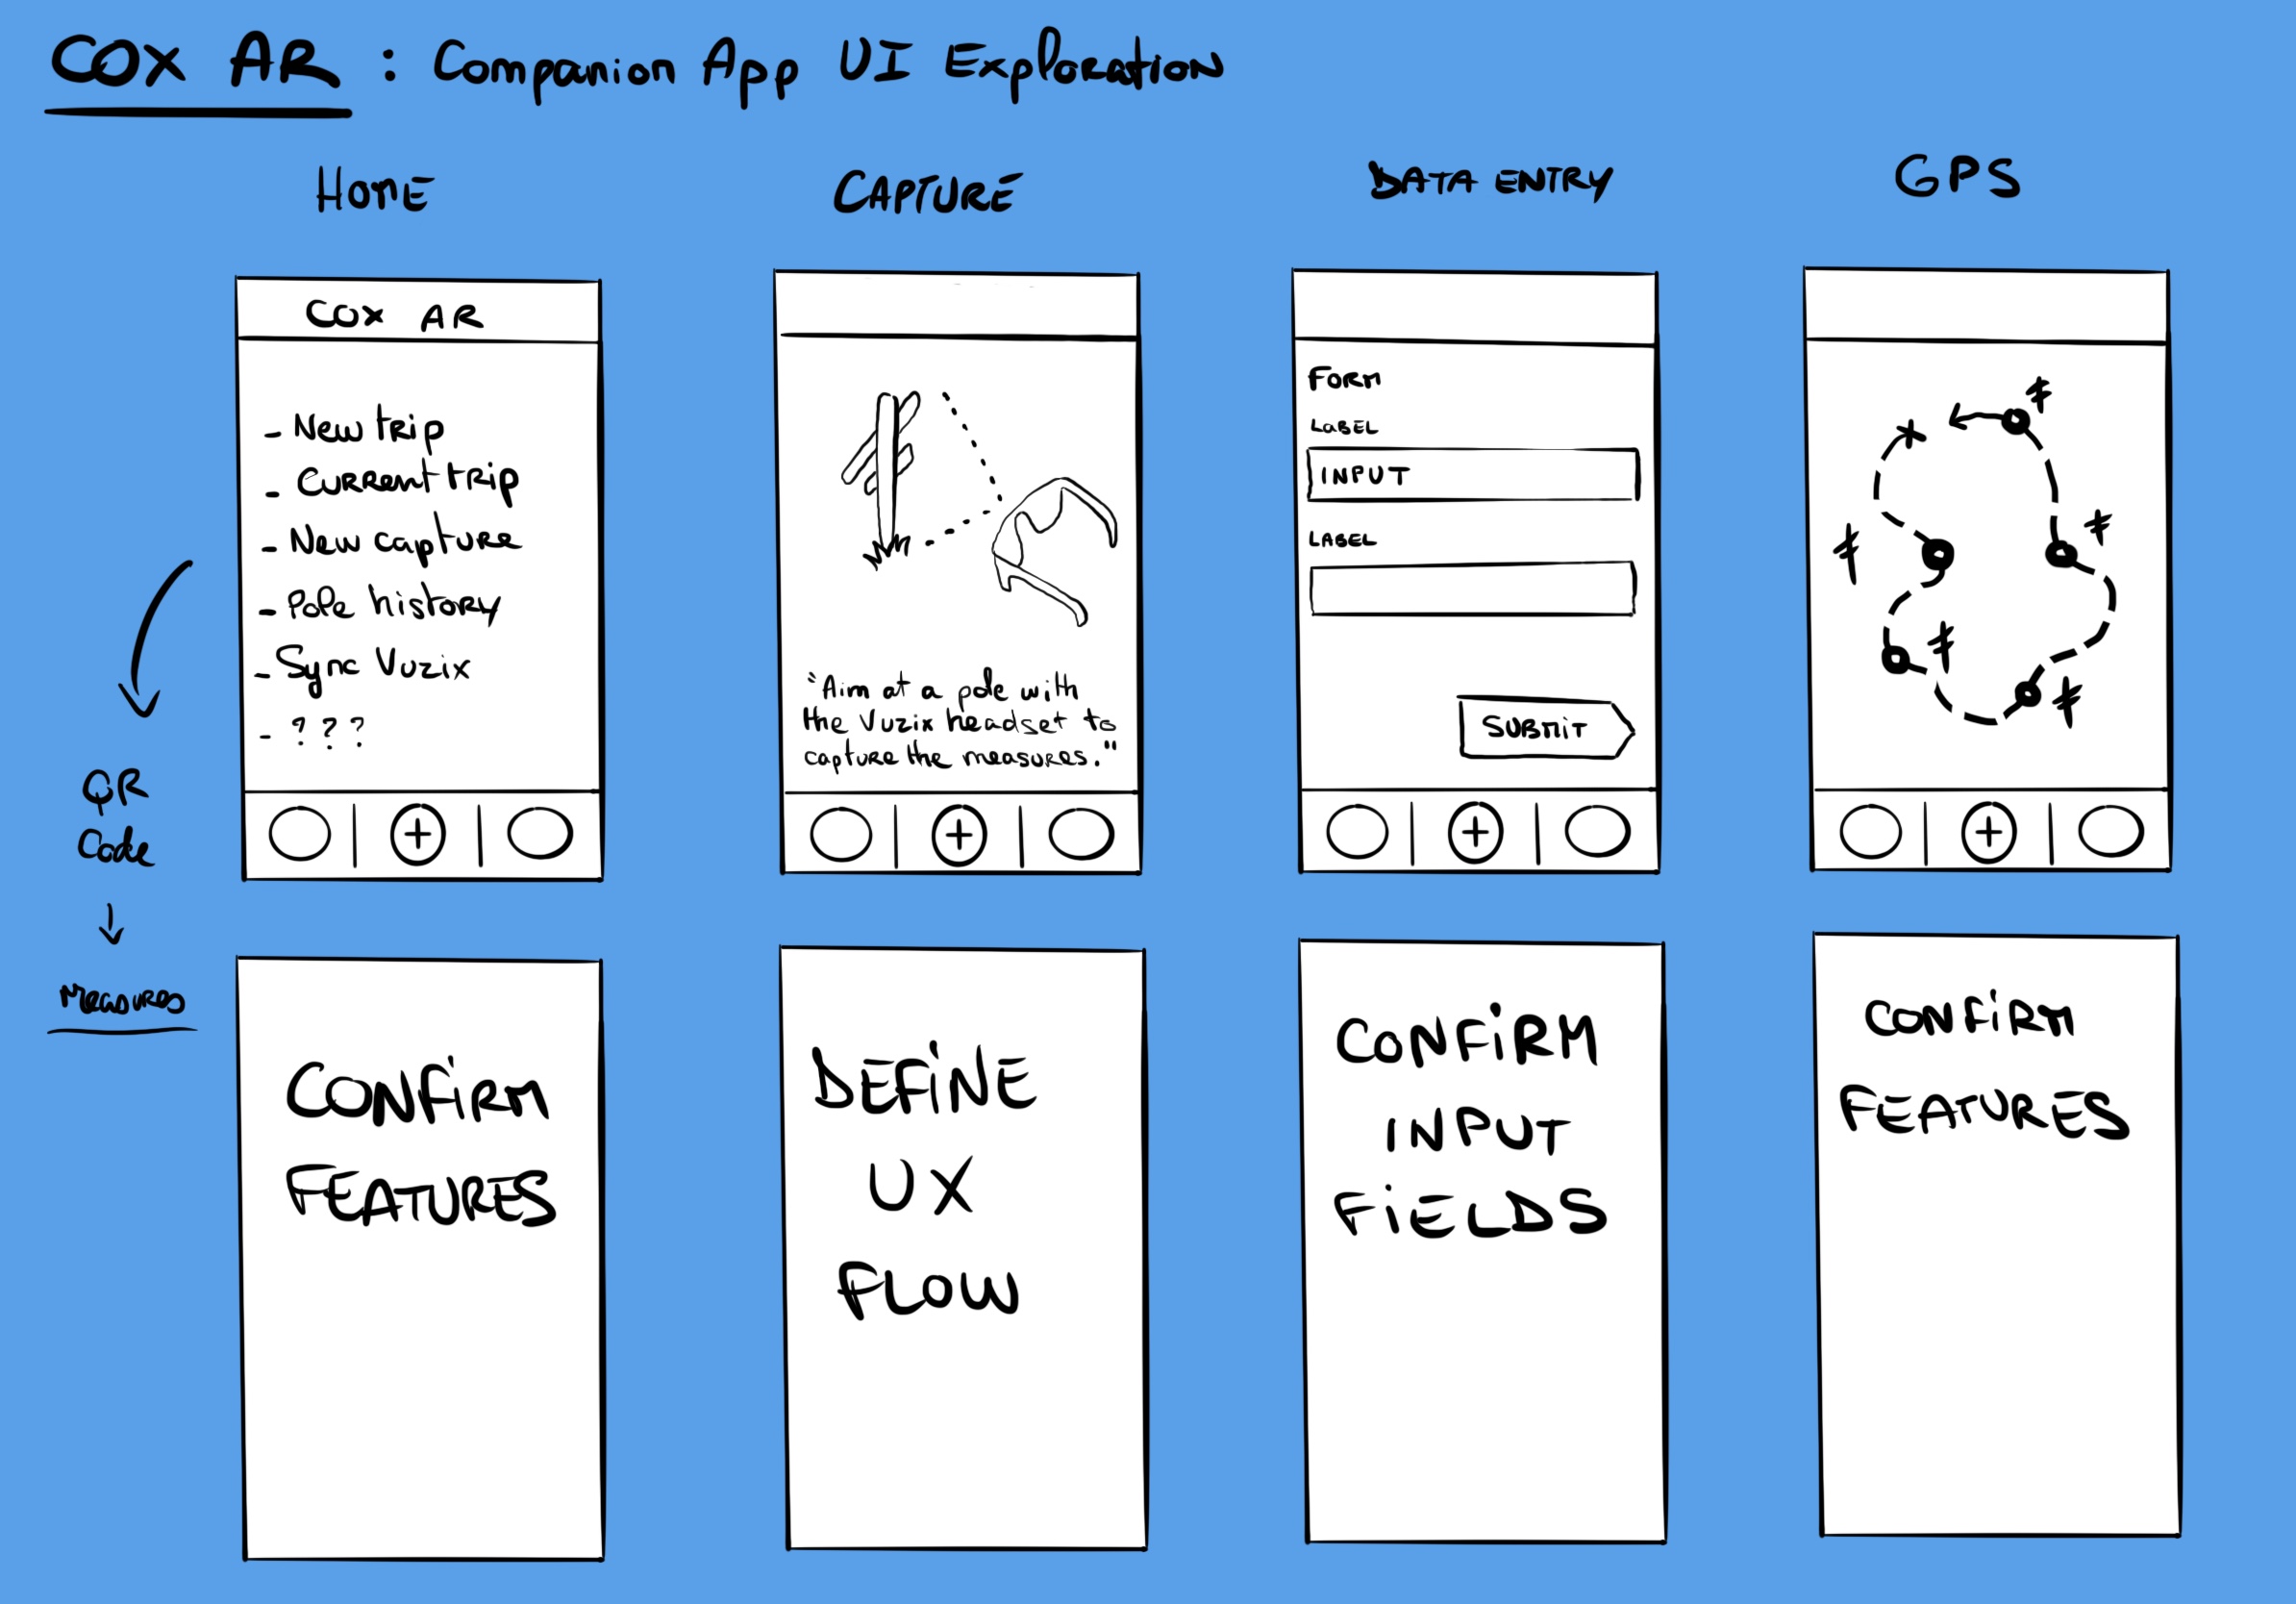 COX AR : Companion App UI Exploration
HOME
CAPTURE
DATA ENTRY
GPS
COX AR
- New trip
- Current trip
- New capture
- Pole history
- Sync Vuzix
- ? ? ?
QR
Code
Measures
"Aim at a pole with
the Vuzix headset to
capture the measures."
FORM
LABEL
INPUT
LABEL
SUBMIT
CONFIRM
FEATURES
DEFINE
UX
FLOW
CONFIRM
INPUT
FIELDS
CONFIRM
FEATURES